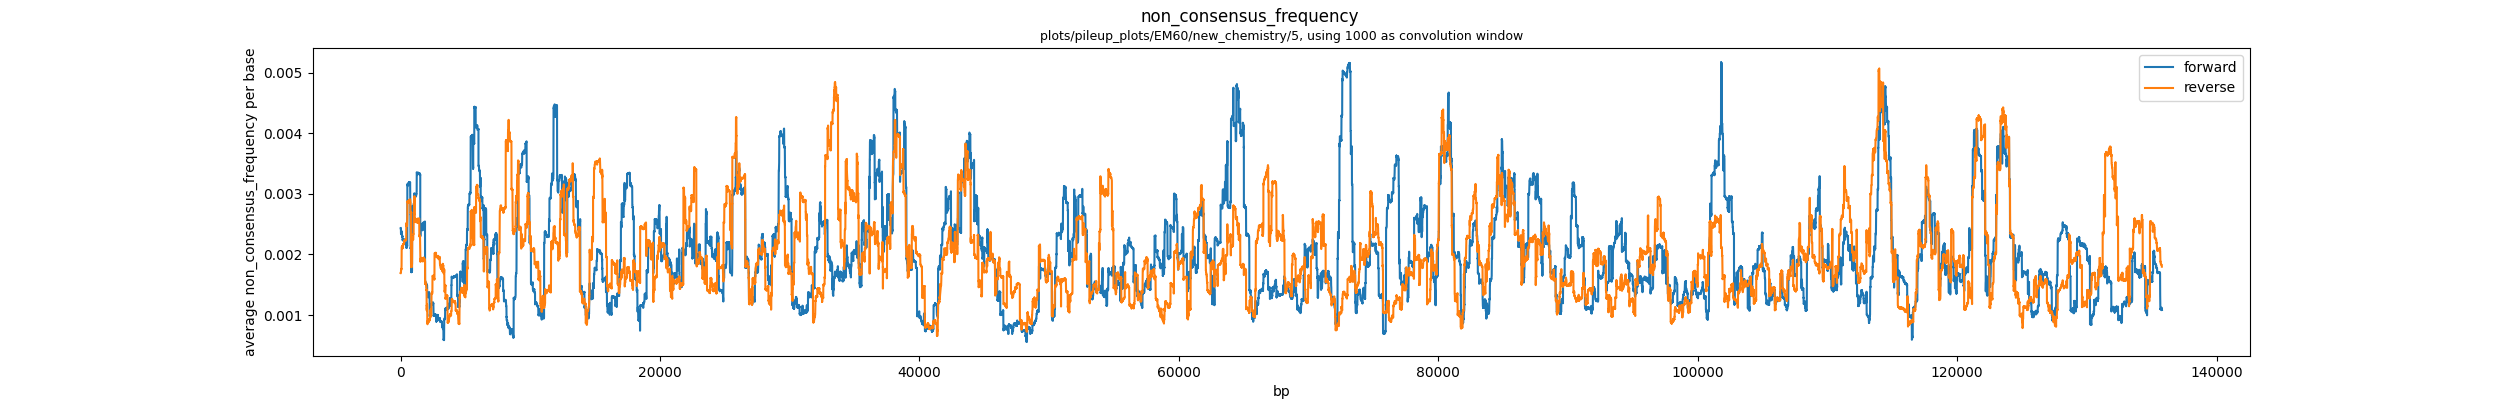 non_consensus_frequency
plots/pileup_plots/EM60/new_chemistry/5, using 1000 as convolution window
average non_consensus_frequency per base
0.005
0.004
0.003
0.002
0.001
forward
reverse
0 20000 40000 60000 80000 100000 120000 140000
bp